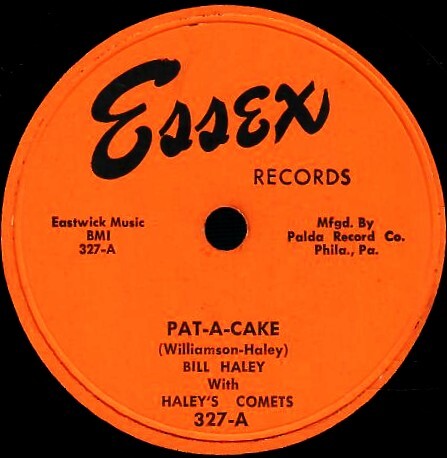 Essex
RECORDS
Eastwick Music
BMI
327-A
Mfgd. By
Palda Record Co.
Phila., Pa.
PAT-A-CAKE
(Williamson-Haley)
BILL HALEY
With
HALEY'S COMETS
327-A